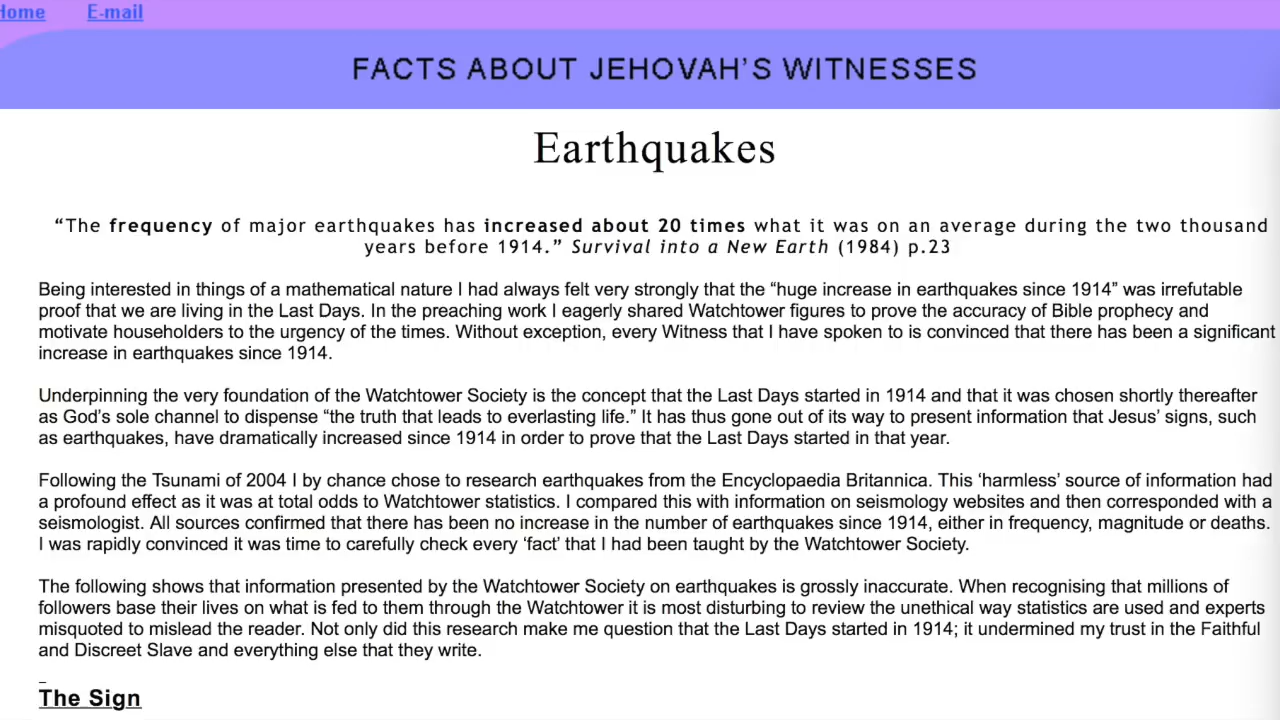 Home E-mail
FACTS ABOUT JEHOVAH’S WITNESSES
Earthquakes
“The frequency of major earthquakes has increased about 20 times what it was on an average during the two thousand
years before 1914.” Survival into a New Earth (1984) p.23
Being interested in things of a mathematical nature I had always felt very strongly that the “huge increase in earthquakes since 1914” was irrefutable
proof that we are living in the Last Days. In the preaching work I eagerly shared Watchtower figures to prove the accuracy of Bible prophecy and
motivate householders to the urgency of the times. Without exception, every Witness that I have spoken to is convinced that there has been a significant
increase in earthquakes since 1914.
Underpinning the very foundation of the Watchtower Society is the concept that the Last Days started in 1914 and that it was chosen shortly thereafter
as God’s sole channel to dispense “the truth that leads to everlasting life.” It has thus gone out of its way to present information that Jesus’ signs, such
as earthquakes, have dramatically increased since 1914 in order to prove that the Last Days started in that year.
Following the Tsunami of 2004 I by chance chose to research earthquakes from the Encyclopaedia Britannica. This ‘harmless’ source of information had
a profound effect as it was at total odds to Watchtower statistics. I compared this with information on seismology websites and then corresponded with a
seismologist. All sources confirmed that there has been no increase in the number of earthquakes since 1914, either in frequency, magnitude or deaths.
I was rapidly convinced it was time to carefully check every ‘fact’ that I had been taught by the Watchtower Society.
The following shows that information presented by the Watchtower Society on earthquakes is grossly inaccurate. When recognising that millions of
followers base their lives on what is fed to them through the Watchtower it is most disturbing to review the unethical way statistics are used and experts
misquoted to mislead the reader. Not only did this research make me question that the Last Days started in 1914; it undermined my trust in the Faithful
and Discreet Slave and everything else that they write.
The Sign